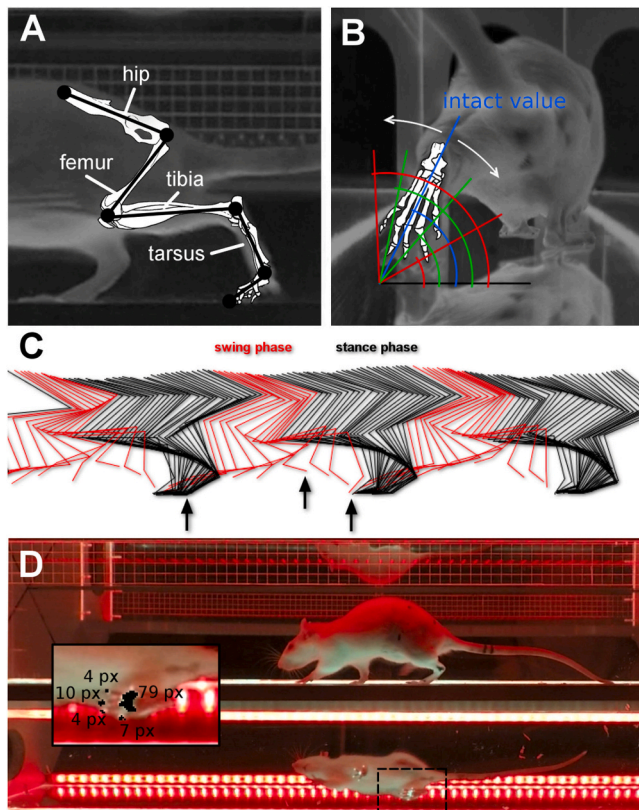 A
hip
femur
tibia
tarsus
B
intact value
C
swing phase
stance phase
D
4 px
10 px
79 px
4 px
7 px